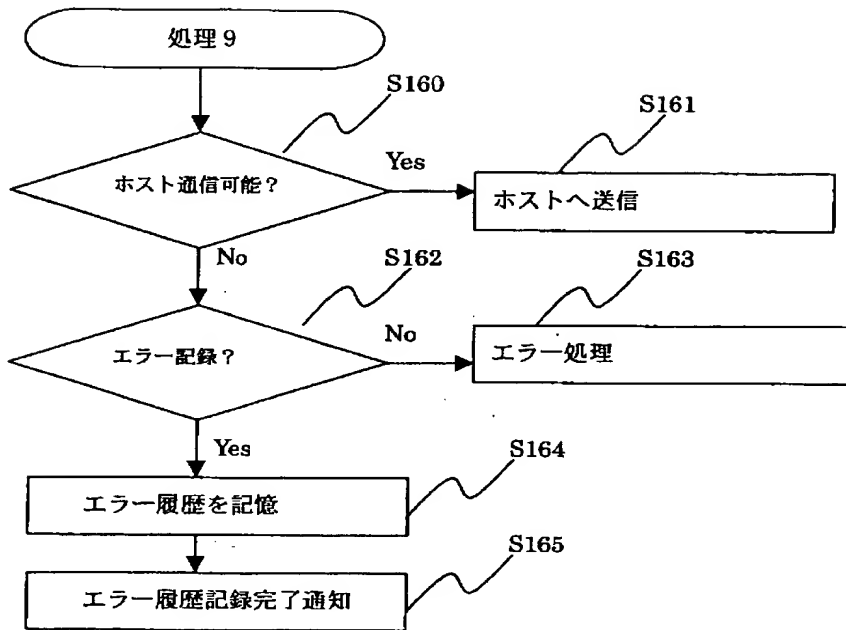 処理9
S160
S161
ホスト通信可能？
Yes
ホストへ送信
No
S162
S163
エラー記録？
No
エラー処理
Yes
S164
エラー履歴を記憶
S165
エラー履歴記録完了通知